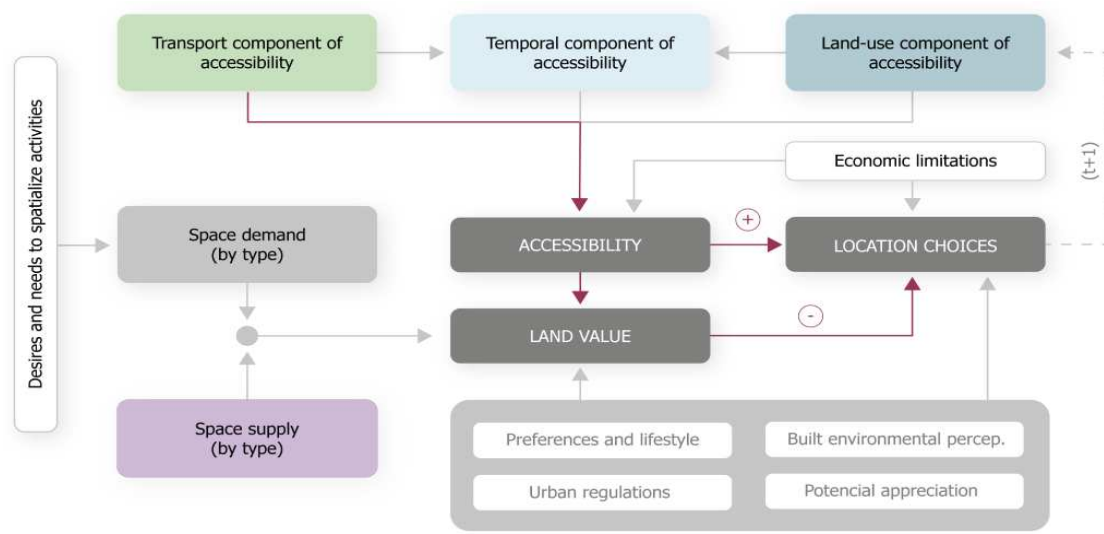 Transport component of
accessibility
Temporal component of
accessibility
Land-use component of
accessibility
Desires and needs to spatialize activities
Economic limitations
(t+1)
Space demand
(by type)
ACCESSIBILITY
+
LOCATION CHOICES
LAND VALUE
-
Space supply
(by type)
Preferences and lifestyle
Built environmental percep.
Urban regulations
Potencial appreciation